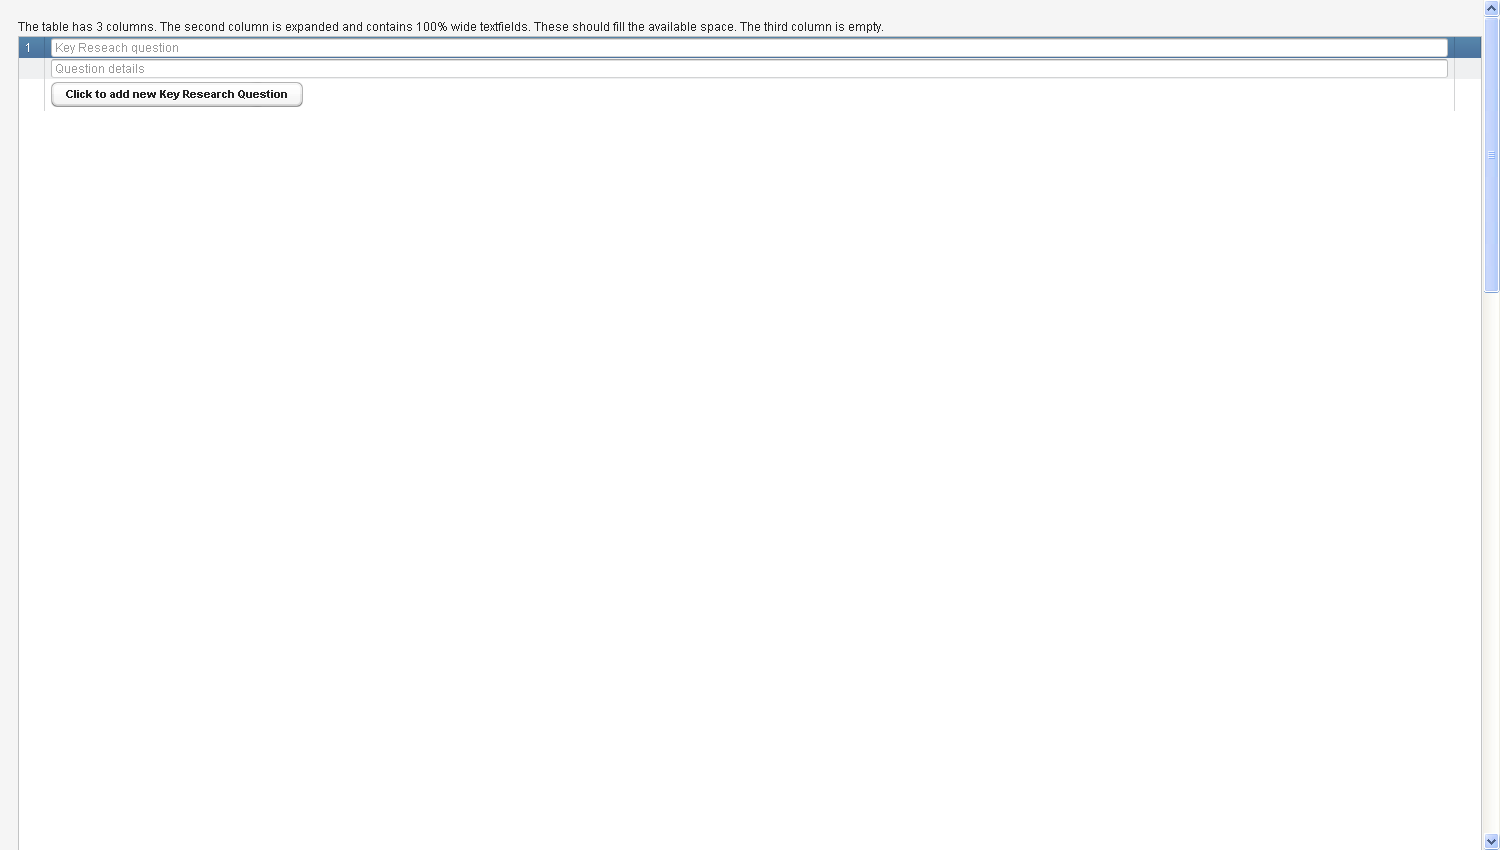 The table has 3 columns. The second column is expanded and contains 100% wide textfields. These should fill the available space. The third column is empty.
1 Key Reseach question
Question details
Click to add new Key Research Question